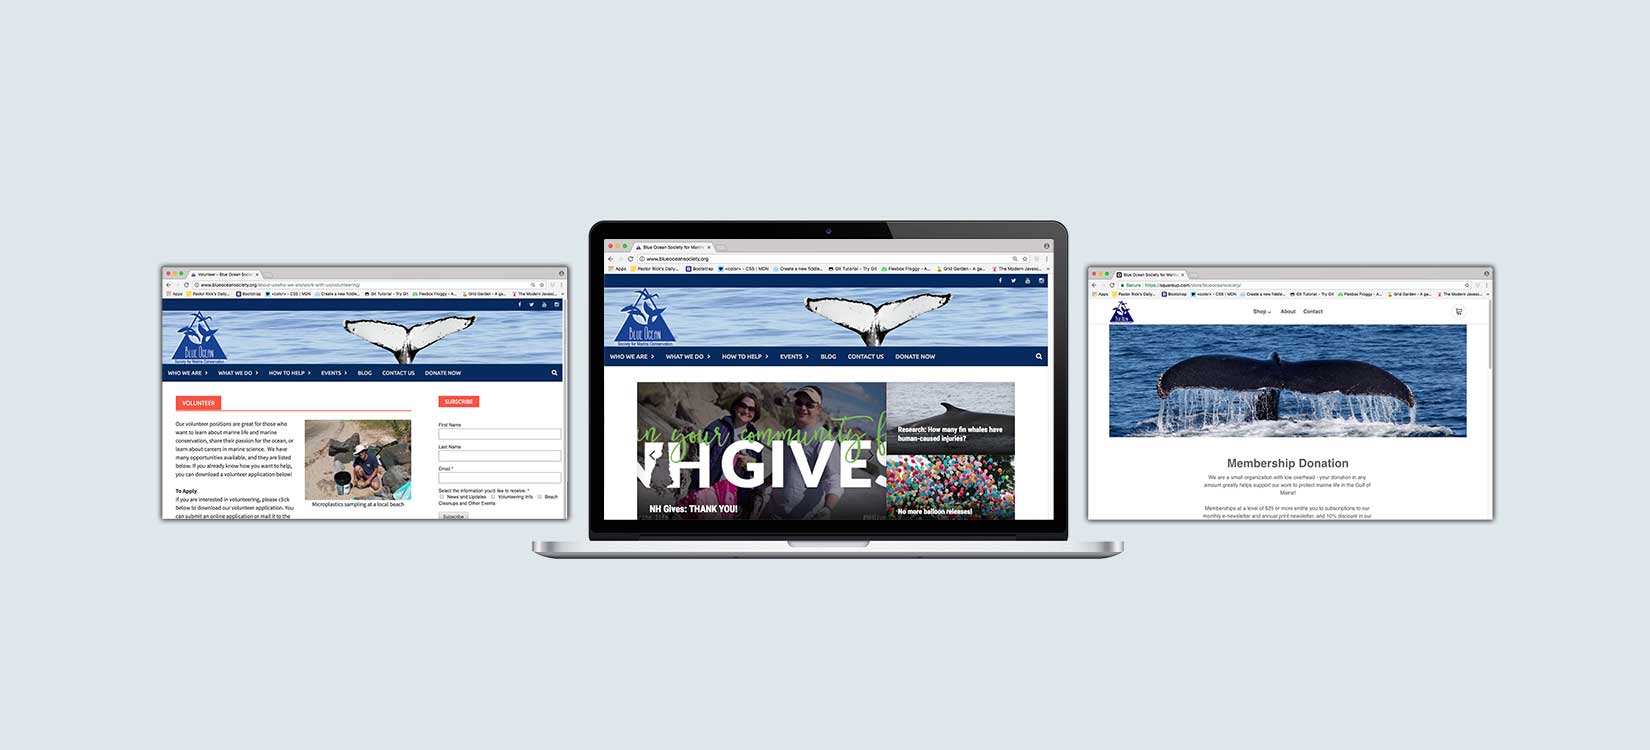 Volunteer – Blue Ocean Societ
www.blueoceansociety.org/about-us/who-we-are/work-with-us/volunteering/
Apps Pastor Rick's Daily... Bootstrap <color> - CSS | MDN Create a new fiddle... Git Tutorial - Try Git Flexbox Froggy - A... Grid Garden - A ga... The Modern Javasc...
BLUE OCEAN
Society for Marine Conservation
WHO WE ARE WHAT WE DO HOW TO HELP EVENTS BLOG CONTACT US DONATE NOW
VOLUNTEER
Our volunteer positions are great for those who
want to learn about marine life and marine
conservation, share their passion for the ocean, or
learn about careers in marine science. We have
many opportunities available, and they are listed
below. If you already know how you want to help,
you can download a volunteer application below!
To Apply
If you are interested in volunteering, please click
below to download our volunteer application. You
can submit an online application or mail it to the
Microplastics sampling at a local beach
SUBSCRIBE
First Name
Last Name
Email *
Select the information you'd like to receive: *
News and Updates Volunteering Info Beach
Cleanups and Other Events
Subscribe
Blue Ocean Society for Marine
www.blueoceansociety.org
Apps Pastor Rick's Daily... Bootstrap <color> - CSS | MDN Create a new fiddle... Git Tutorial - Try Git Flexbox Froggy - A... Grid Garden - A ga... The Modern Javasc...
BLUE OCEAN
Society for Marine Conservation
WHO WE ARE WHAT WE DO HOW TO HELP EVENTS BLOG CONTACT US DONATE NOW
in your community f
NH GIVES
NH Gives: THANK YOU!
Research: How many fin whales have
human-caused injuries?
No more balloon releases!
Blue Ocean Society for Marine
Secure https://squareup.com/store/blueoceansociety/
Apps Pastor Rick's Daily... Bootstrap <color> - CSS | MDN Create a new fiddle... Git Tutorial - Try Git Flexbox Froggy - A... Grid Garden - A ga... The Modern Javasc...
Shop About Contact
Membership Donation
We are a small organization with low overhead - your donation in any
amount greatly helps support our work to protect marine life in the Gulf of
Maine!
Memberships at a level of $25 or more entitle you to subscriptions to our
monthly e-newsletter and annual print newsletter, and 10% discount in our